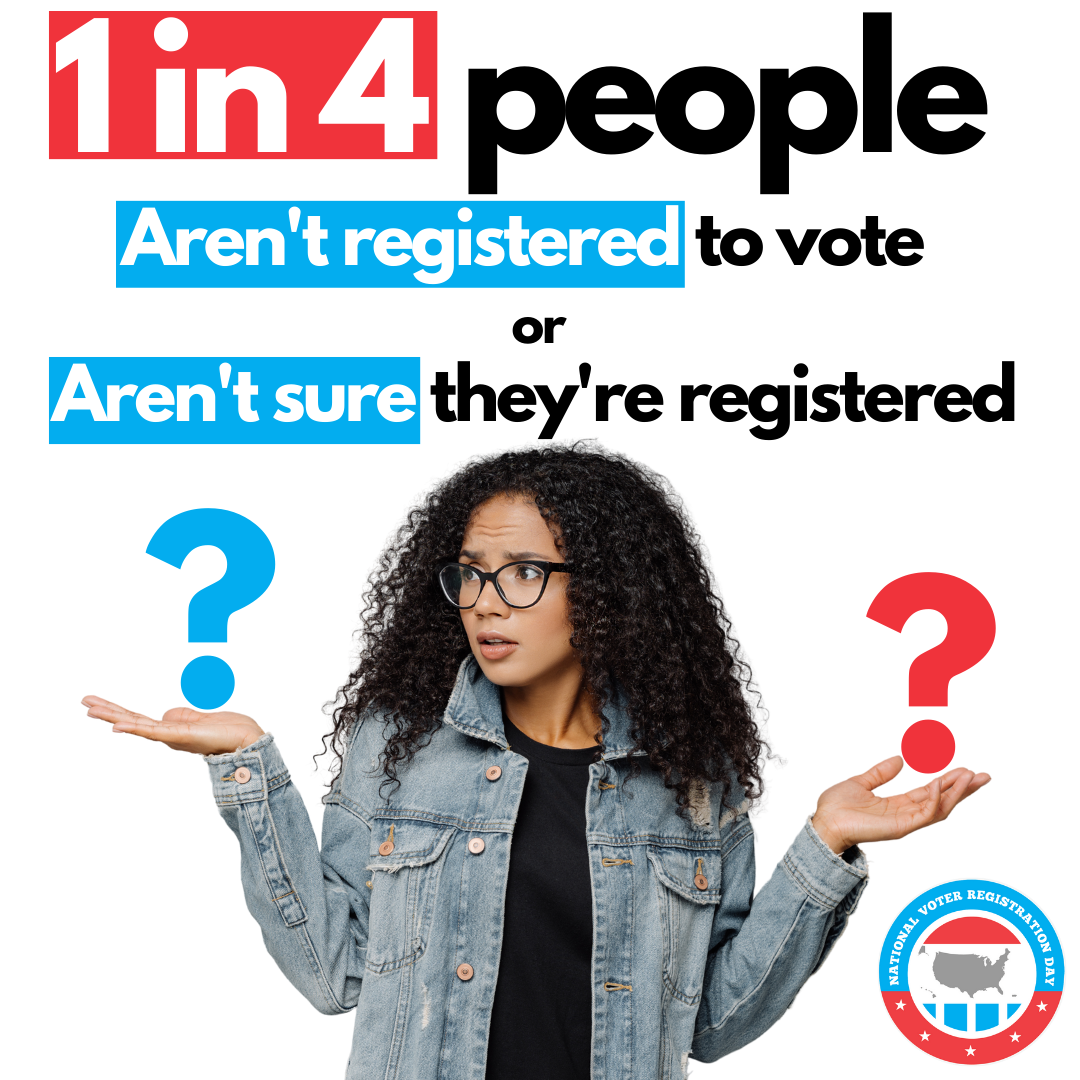 1 in 4 people
Aren't registered to vote
or
Aren't sure they're registered
?
?
NATIONAL VOTER REGISTRATION DAY